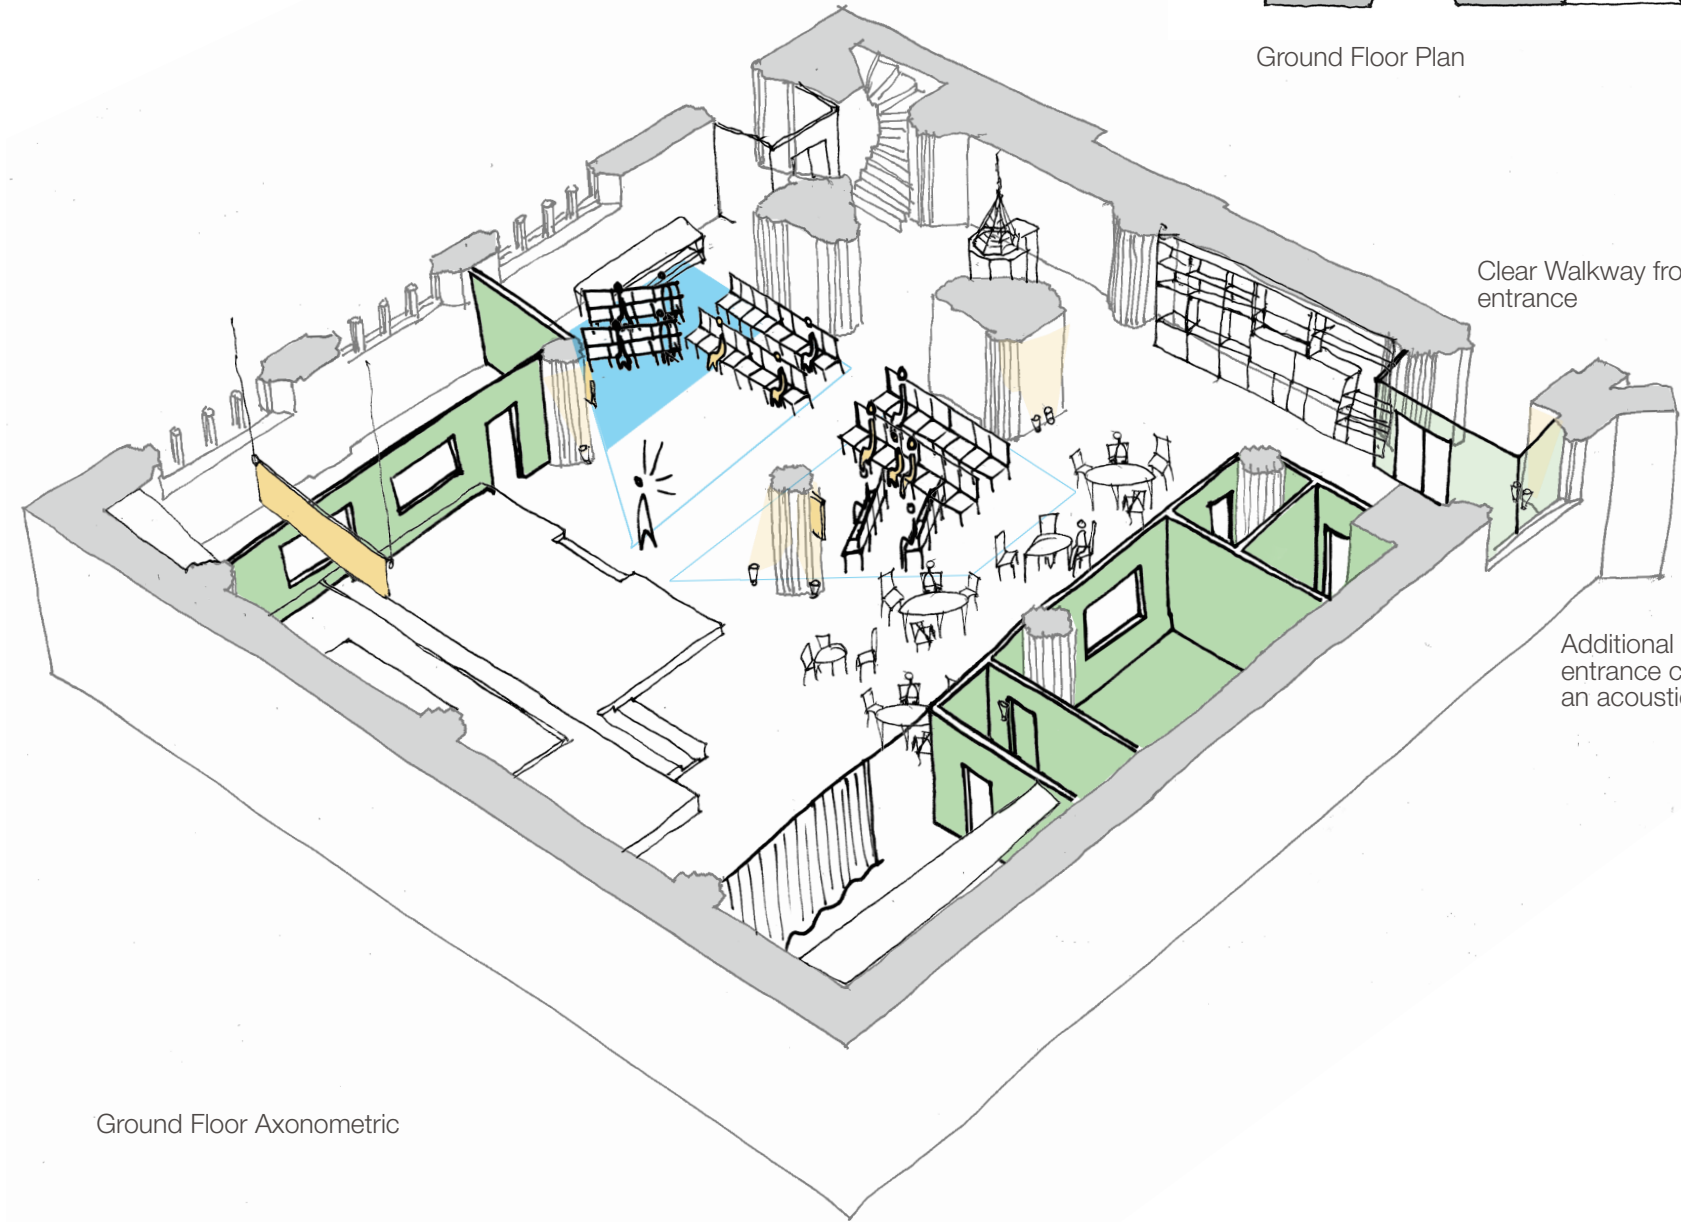 Ground Floor Plan
Clear Walkway fro
entrance
Additional
entrance c
an acousti
Ground Floor Axonometric